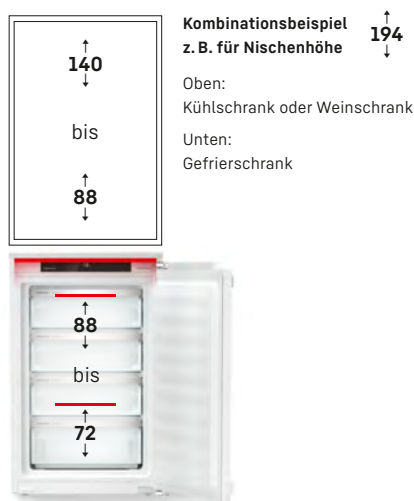 Kombinationsbeispiel
z. B. für Nischenhöhe
↑
194
↓
Oben:
Kühlschrank oder Weinschrank
Unten:
Gefrierschrank
↑
140
↓
bis
↑
88
↓
↑
88
↓
bis
↑
72
↓